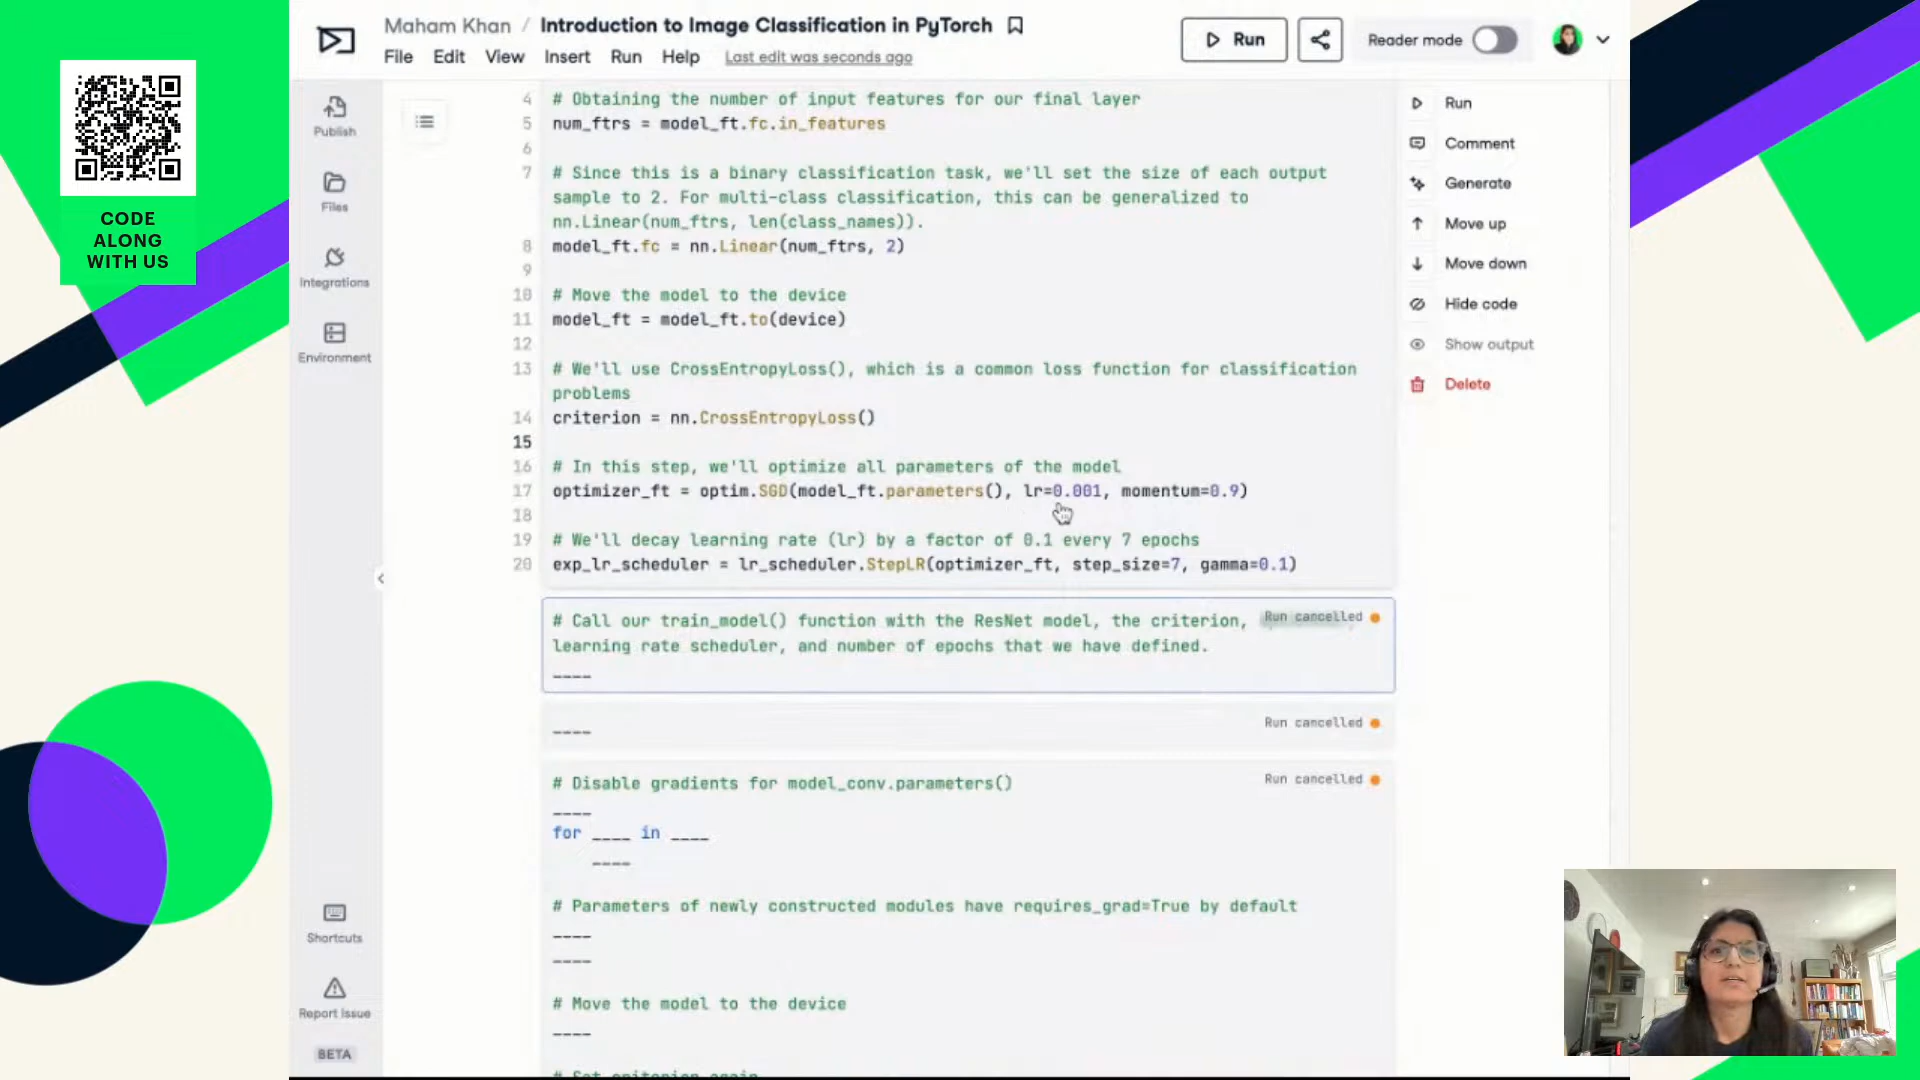 CODE
ALONG
WITH US
Maham Khan / Introduction to Image Classification in PyTorch
File Edit View Insert Run Help Last edit was seconds ago
Run
Reader mode
Publish
Files
Integrations
Environment
Shortcuts
Report Issue
BETA
4 # Obtaining the number of input features for our final layer
5 num_ftrs = model_ft.fc.in_features
6
7 # Since this is a binary classification task, we'll set the size of each output
sample to 2. For multi-class classification, this can be generalized to
nn.Linear(num_ftrs, len(class_names)).
8 model_ft.fc = nn.Linear(num_ftrs, 2)
9
10 # Move the model to the device
11 model_ft = model_ft.to(device)
12
13 # We'll use CrossEntropyLoss(), which is a common loss function for classification
problems
14 criterion = nn.CrossEntropyLoss()
15
16 # In this step, we'll optimize all parameters of the model
17 optimizer_ft = optim.SGD(model_ft.parameters(), lr=0.001, momentum=0.9)
18
19 # We'll decay learning rate (lr) by a factor of 0.1 every 7 epochs
20 exp_lr_scheduler = lr_scheduler.StepLR(optimizer_ft, step_size=7, gamma=0.1)
# Call our train_model() function with the ResNet model, the criterion,
Run cancelled
learning rate scheduler, and number of epochs that we have defined.
____
____
Run cancelled
# Disable gradients for model_conv.parameters()
Run cancelled
____
for ____ in ____
____
# Parameters of newly constructed modules have requires_grad=True by default
____
____
# Move the model to the device
____
# Set criterion again
Run
Comment
Generate
Move up
Move down
Hide code
Show output
Delete